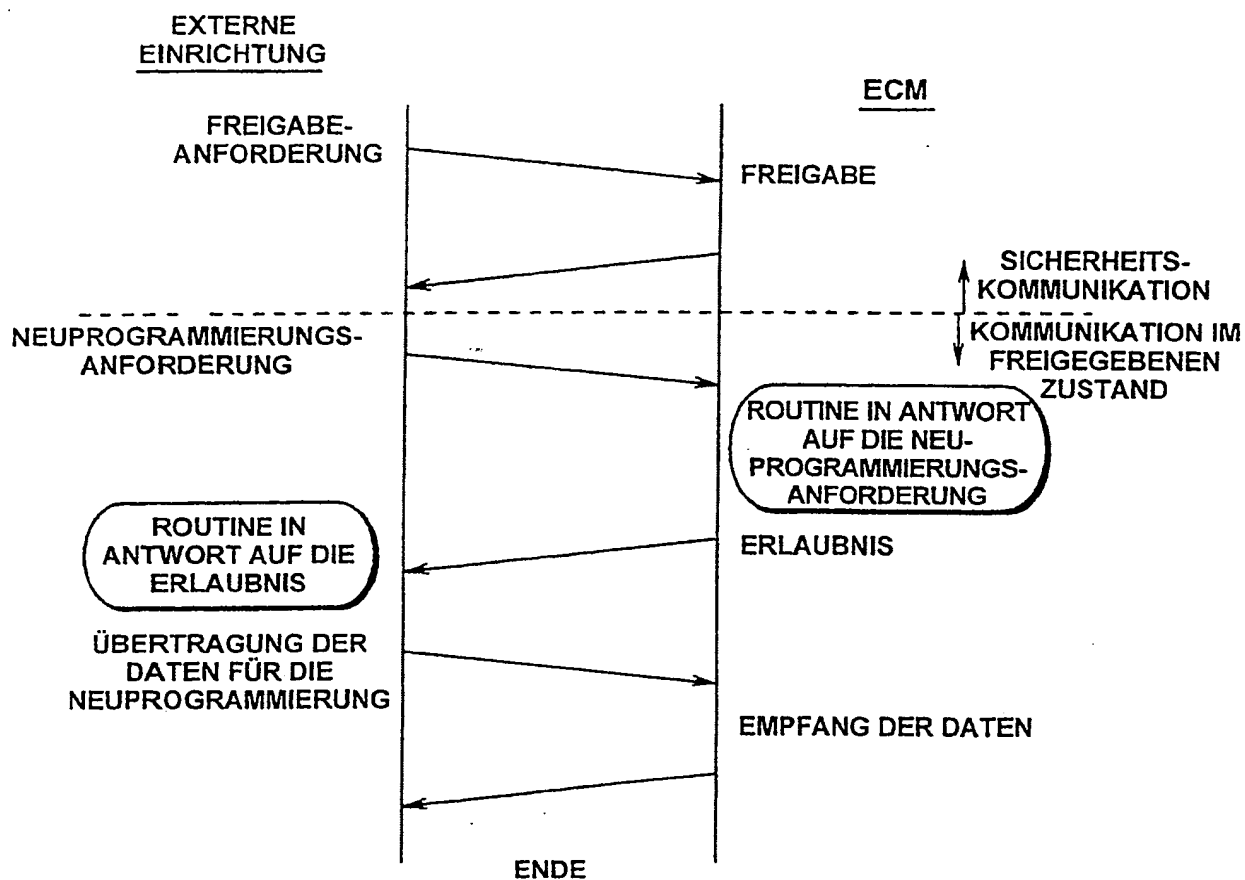 EXTERNE
EINRICHTUNG
ECM
FREIGABE-
ANFORDERUNG
FREIGABE
SICHERHEITS-
KOMMUNIKATION
NEUPROGRAMMIERUNGS-
ANFORDERUNG
KOMMUNIKATION IM
FREIGEGEBENEN
ZUSTAND
ROUTINE IN ANTWORT
AUF DIE NEU-
PROGRAMMIERUNGS-
ANFORDERUNG
ROUTINE IN
ANTWORT AUF DIE
ERLAUBNIS
ERLAUBNIS
ÜBERTRAGUNG DER
DATEN FÜR DIE
NEUPROGRAMMIERUNG
EMPFANG DER DATEN
ENDE